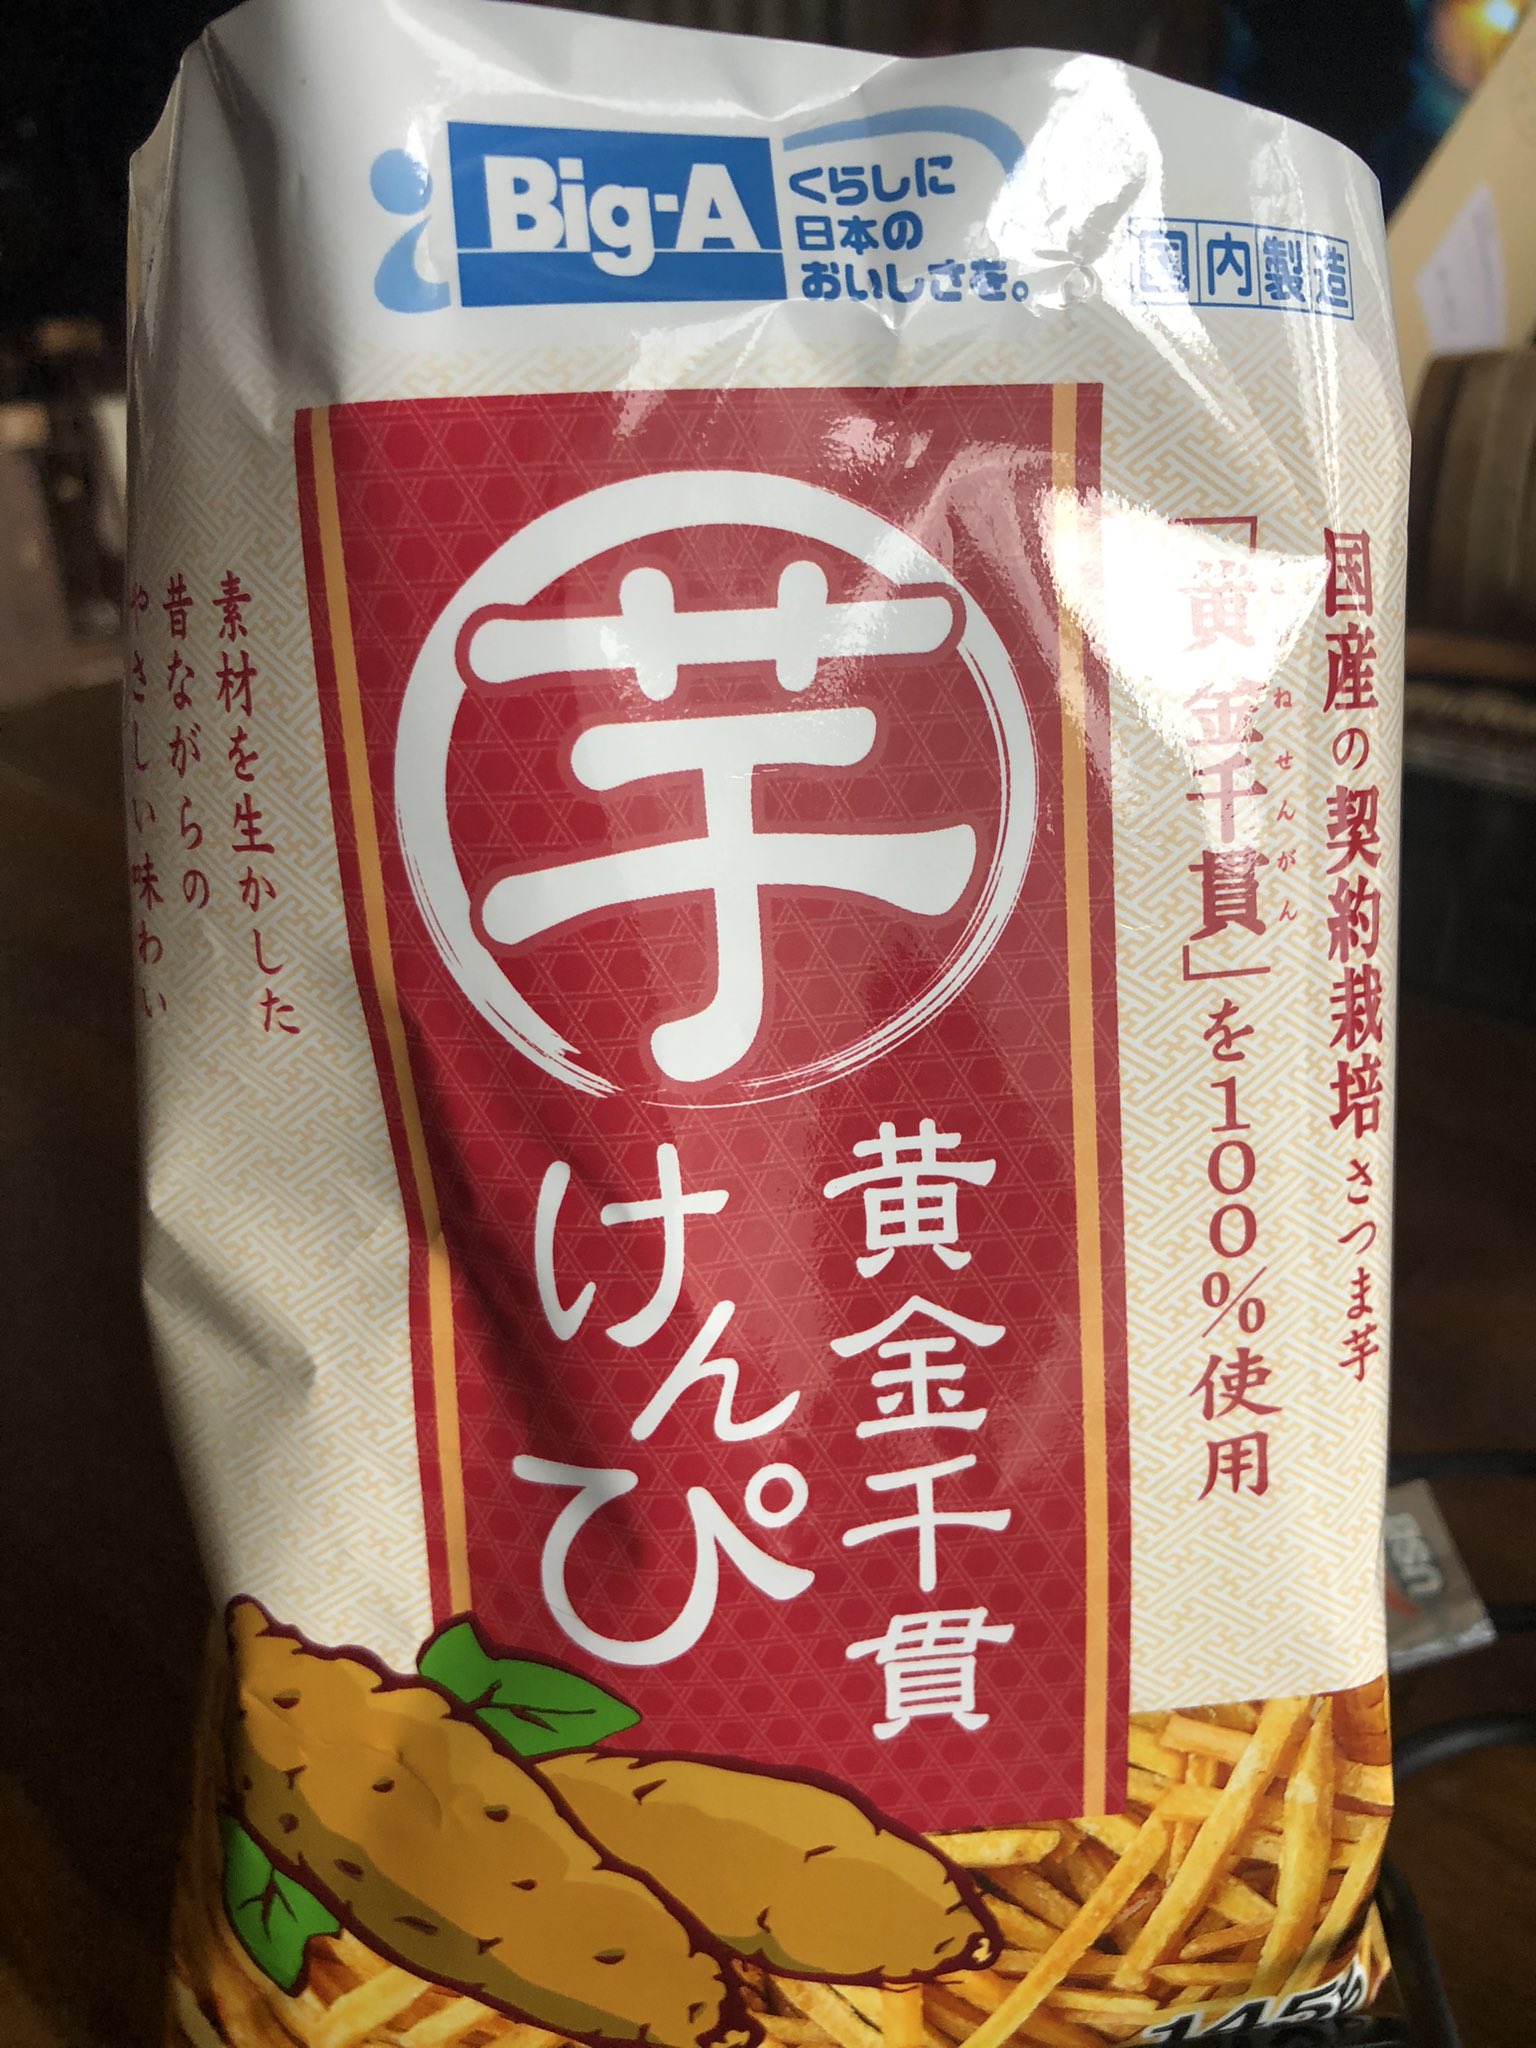 Big-A
くらしに
日本の
おいしさを。
国内製造
国産の契約栽培さつま芋
「黄金千貫」を100%使用
ねせんがん
芋
黄金千貫
けんぴ
素材を生かした
昔ながらの
やさしい味わい
145g